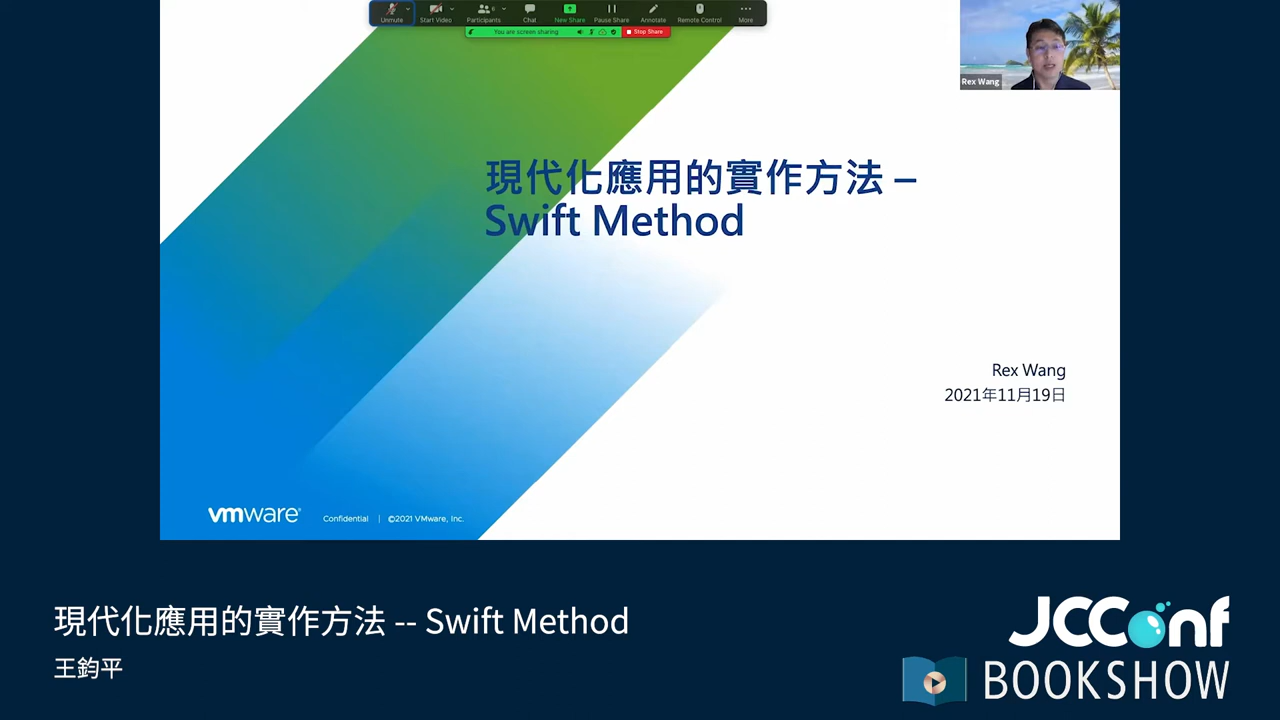 Unmute
Start Video
Participants
6
Chat
New Share
Pause Share
Annotate
Remote Control
More
You are screen sharing
Stop Share
Rex Wang
現代化應用的實作方法 –
Swift Method
Rex Wang
2021年11月19日
vmware®
Confidential | ©2021 VMware, Inc.
現代化應用的實作方法 -- Swift Method
王鈞平
JCConf
BOOKSHOW